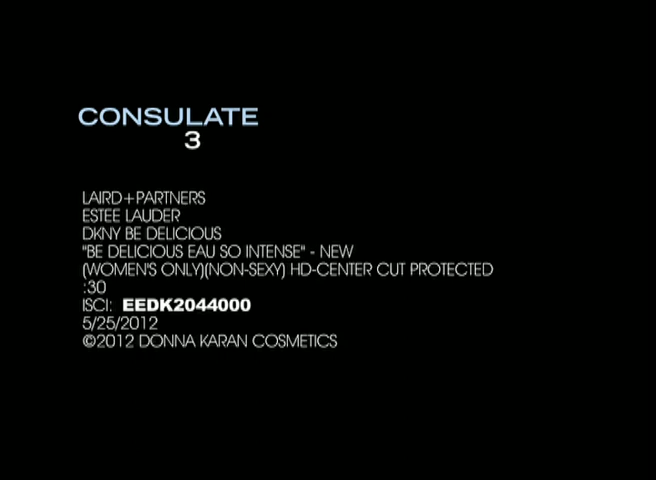 CONSULATE
3
LAIRD+PARTNERS
ESTEE LAUDER
DKNY BE DELICIOUS
"BE DELICIOUS EAU SO INTENSE" - NEW
(WOMEN'S ONLY)(NON-SEXY) HD-CENTER CUT PROTECTED
:30
ISCI: EEDK2044000
5/25/2012
©2012 DONNA KARAN COSMETICS